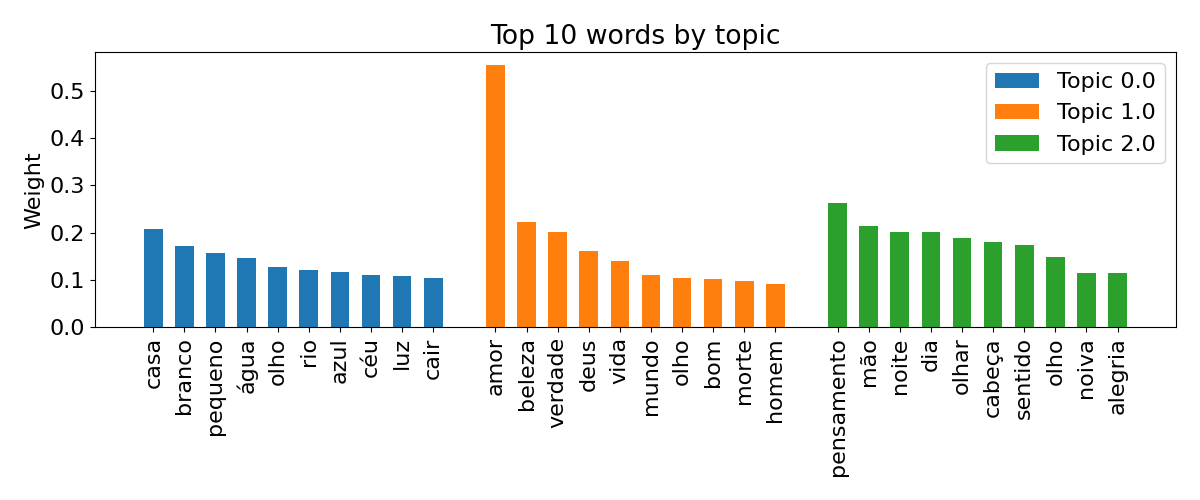 Top 10 words by topic
Weight
0.5
0.4
0.3
0.2
0.1
0.0
Topic 0.0
Topic 1.0
Topic 2.0
casa
branco
pequeno
água
olho
rio
azul
céu
luz
cair
amor
beleza
verdade
deus
vida
mundo
olho
bom
morte
homem
pensamento
mão
noite
dia
olhar
cabeça
sentido
olho
noiva
alegria